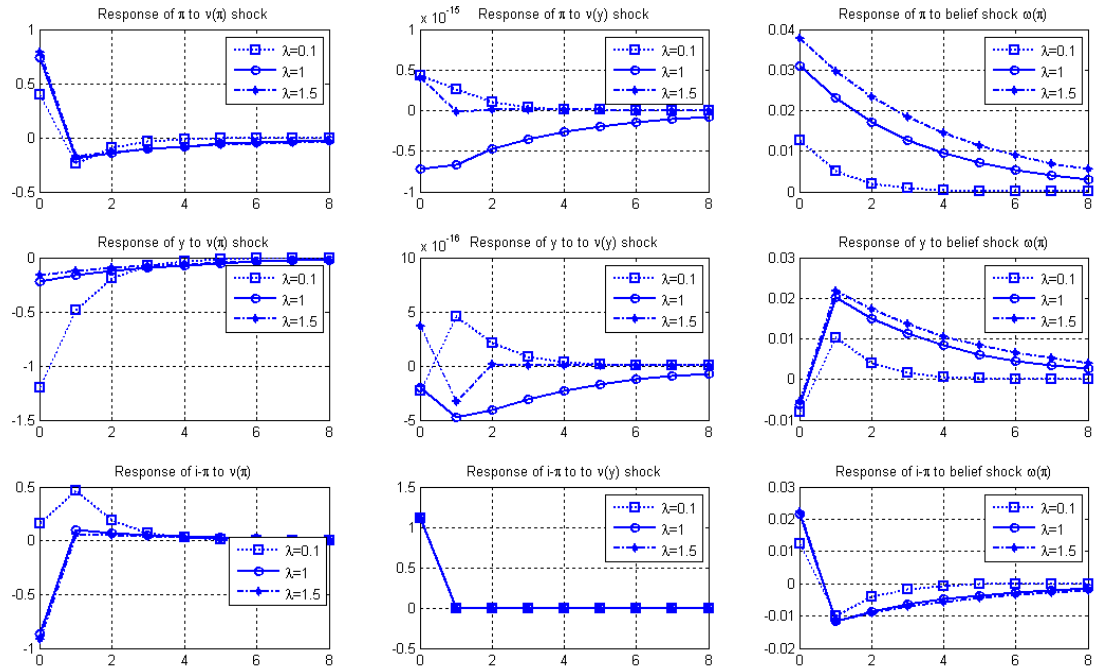 Response of π to ν(π) shock
1
0.5
0
-0.5
0 2 4 6 8
λ=0.1
λ=1
λ=1.5
Response of π to ν(y) shock
x 10^-15
1
0.5
0
-0.5
-1
0 2 4 6 8
λ=0.1
λ=1
λ=1.5
Response of π to belief shock ω(π)
0.04
0.03
0.02
0.01
0
0 2 4 6 8
λ=0.1
λ=1
λ=1.5
Response of y to ν(π) shock
0
-0.5
-1
-1.5
0 2 4 6 8
λ=0.1
λ=1
λ=1.5
Response of y to to ν(y) shock
x 10^-16
10
5
0
-5
0 2 4 6 8
λ=0.1
λ=1
λ=1.5
Response of y to belief shock ω(π)
0.03
0.02
0.01
0
-0.01
0 2 4 6 8
λ=0.1
λ=1
λ=1.5
Response of i-π to ν(π)
0.5
0
-0.5
-1
0 2 4 6 8
λ=0.1
λ=1
λ=1.5
Response of i-π to to ν(y) shock
1.5
1
0.5
0
-0.5
0 2 4 6 8
λ=0.1
λ=1
λ=1.5
Response of i-π to belief shock ω(π)
0.03
0.02
0.01
0
-0.01
-0.02
0 2 4 6 8
λ=0.1
λ=1
λ=1.5